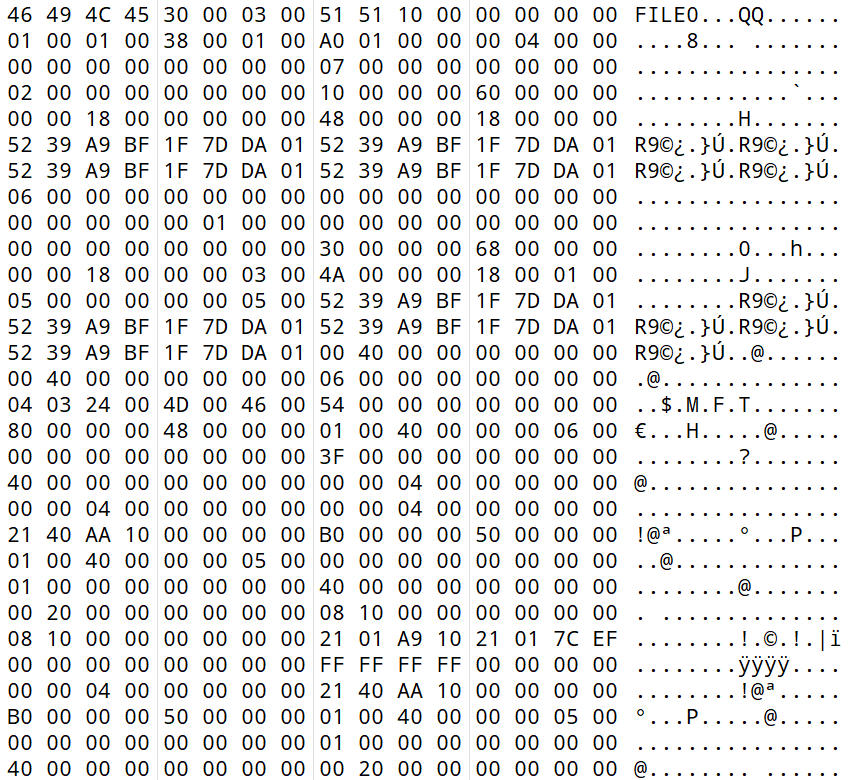 46 49 4C 45 30 00 03 00 51 51 10 00 00 00 00 00 FILE0...QQ......
01 00 01 00 38 00 01 00 A0 01 00 00 00 04 00 00 ....8... .......
00 00 00 00 00 00 00 00 07 00 00 00 00 00 00 00 ................
02 00 00 00 00 00 00 00 10 00 00 00 60 00 00 00 ............`...
00 00 18 00 00 00 00 00 48 00 00 00 18 00 00 00 ........H.......
52 39 A9 BF 1F 7D DA 01 52 39 A9 BF 1F 7D DA 01 R9©¿.}Ú.R9©¿.}Ú.
52 39 A9 BF 1F 7D DA 01 52 39 A9 BF 1F 7D DA 01 R9©¿.}Ú.R9©¿.}Ú.
06 00 00 00 00 00 00 00 00 00 00 00 00 00 00 00 ................
00 00 00 00 00 01 00 00 00 00 00 00 00 00 00 00 ................
00 00 00 00 00 00 00 00 30 00 00 00 68 00 00 00 ........0...h...
00 00 18 00 00 00 03 00 4A 00 00 00 18 00 01 00 ........J.......
05 00 00 00 00 00 05 00 52 39 A9 BF 1F 7D DA 01 ........R9©¿.}Ú.
52 39 A9 BF 1F 7D DA 01 52 39 A9 BF 1F 7D DA 01 R9©¿.}Ú.R9©¿.}Ú.
52 39 A9 BF 1F 7D DA 01 00 40 00 00 00 00 00 00 R9©¿.}Ú..@......
00 40 00 00 00 00 00 00 06 00 00 00 00 00 00 00 .@..............
04 03 24 00 4D 00 46 00 54 00 00 00 00 00 00 00 ..$.M.F.T.......
80 00 00 00 48 00 00 00 01 00 40 00 00 00 06 00 €...H.....@.....
00 00 00 00 00 00 00 00 3F 00 00 00 00 00 00 00 ........?.......
40 00 00 00 00 00 00 00 00 00 04 00 00 00 00 00 @...............
00 00 04 00 00 00 00 00 00 00 04 00 00 00 00 00 ................
21 40 AA 10 00 00 00 00 B0 00 00 00 50 00 00 00 !@ª.....°...P...
01 00 40 00 00 00 05 00 00 00 00 00 00 00 00 00 ..@.............
01 00 00 00 00 00 00 00 40 00 00 00 00 00 00 00 ........@.......
00 20 00 00 00 00 00 00 08 10 00 00 00 00 00 00 . ..............
08 10 00 00 00 00 00 00 21 01 A9 10 21 01 7C EF ........!.©.!.|ï
00 00 00 00 00 00 00 00 FF FF FF FF 00 00 00 00 ........ÿÿÿÿ....
00 00 04 00 00 00 00 00 21 40 AA 10 00 00 00 00 ........!@ª.....
B0 00 00 00 50 00 00 00 01 00 40 00 00 00 05 00 °...P.....@.....
00 00 00 00 00 00 00 00 01 00 00 00 00 00 00 00 ................
40 00 00 00 00 00 00 00 00 20 00 00 00 00 00 00 @........ ......